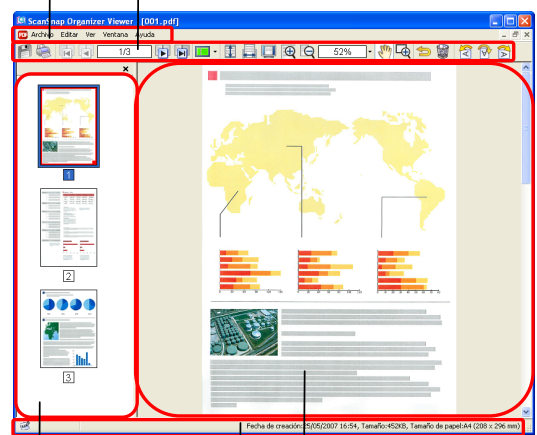 ScanSnap Organizer Viewer - [001.pdf]
Archivo Editar Ver Ventana Ayuda
1/3
52%
1
2
3
Fecha de creación:25/05/2007 16:54, Tamaño:452KB, Tamaño de papel:A4 (208 x 296 mm)